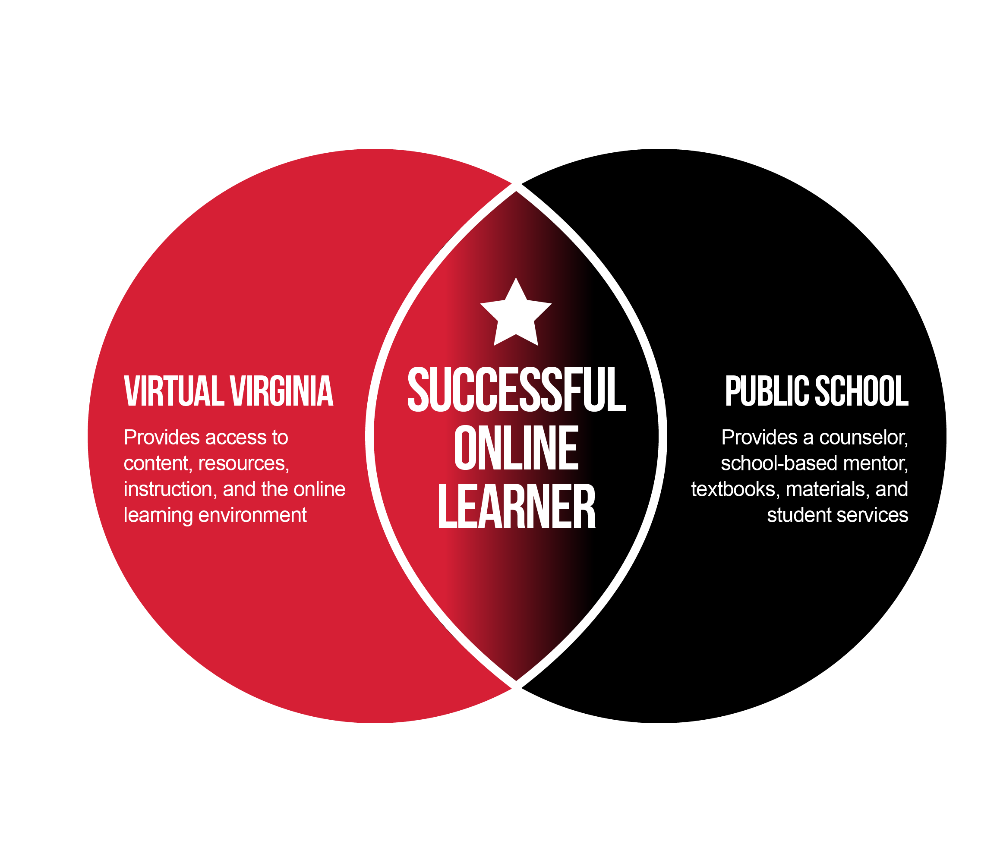 VIRTUAL VIRGINIA
Provides access to
content, resources,
instruction, and the online
learning environment
SUCCESSFUL
ONLINE
LEARNER
PUBLIC SCHOOL
Provides a counselor,
school-based mentor,
textbooks, materials, and
student services